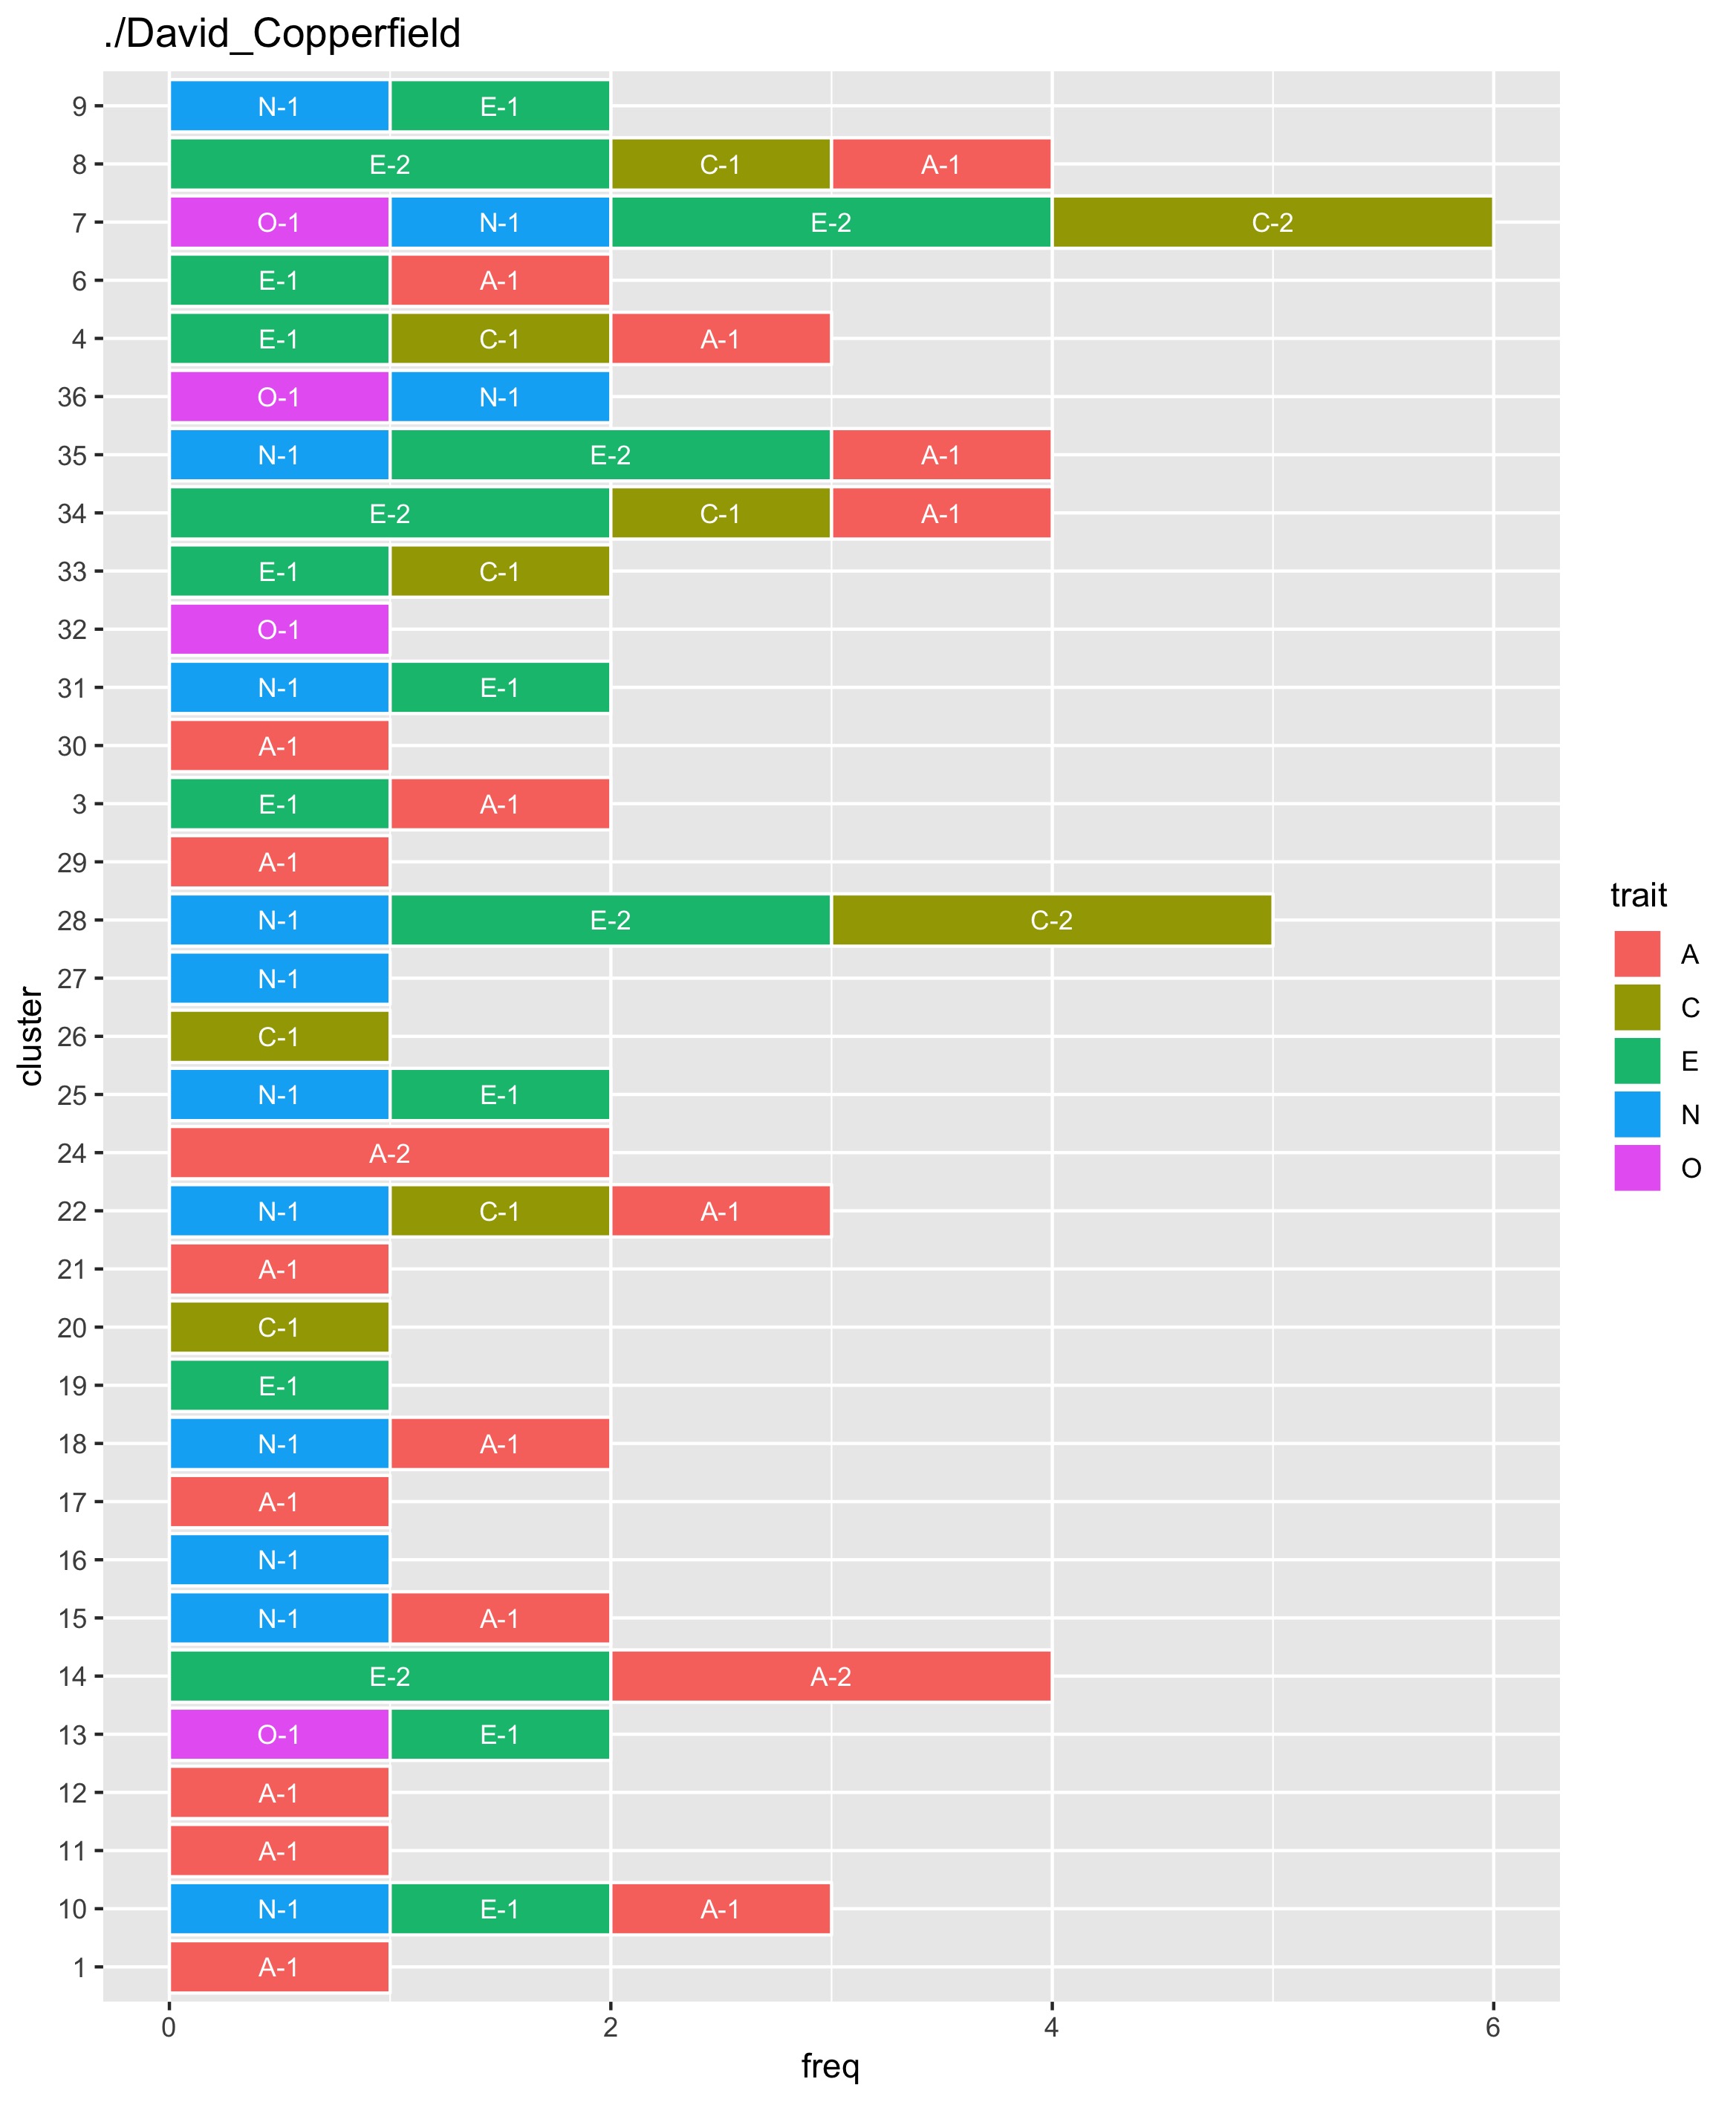 ./David_Copperfield
9 N-1 E-1
8 E-2 C-1 A-1
7 O-1 N-1 E-2 C-2
6 E-1 A-1
4 E-1 C-1 A-1
36 O-1 N-1
35 N-1 E-2 A-1
34 E-2 C-1 A-1
33 E-1 C-1
32 O-1
31 N-1 E-1
30 A-1
3 E-1 A-1
29 A-1
28 N-1 E-2 C-2
27 N-1
26 C-1
25 N-1 E-1
24 A-2
22 N-1 C-1 A-1
21 A-1
20 C-1
19 E-1
18 N-1 A-1
17 A-1
16 N-1
15 N-1 A-1
14 E-2 A-2
13 O-1 E-1
12 A-1
11 A-1
10 N-1 E-1 A-1
1 A-1
0 2 4 6
freq
cluster
trait
A
C
E
N
O